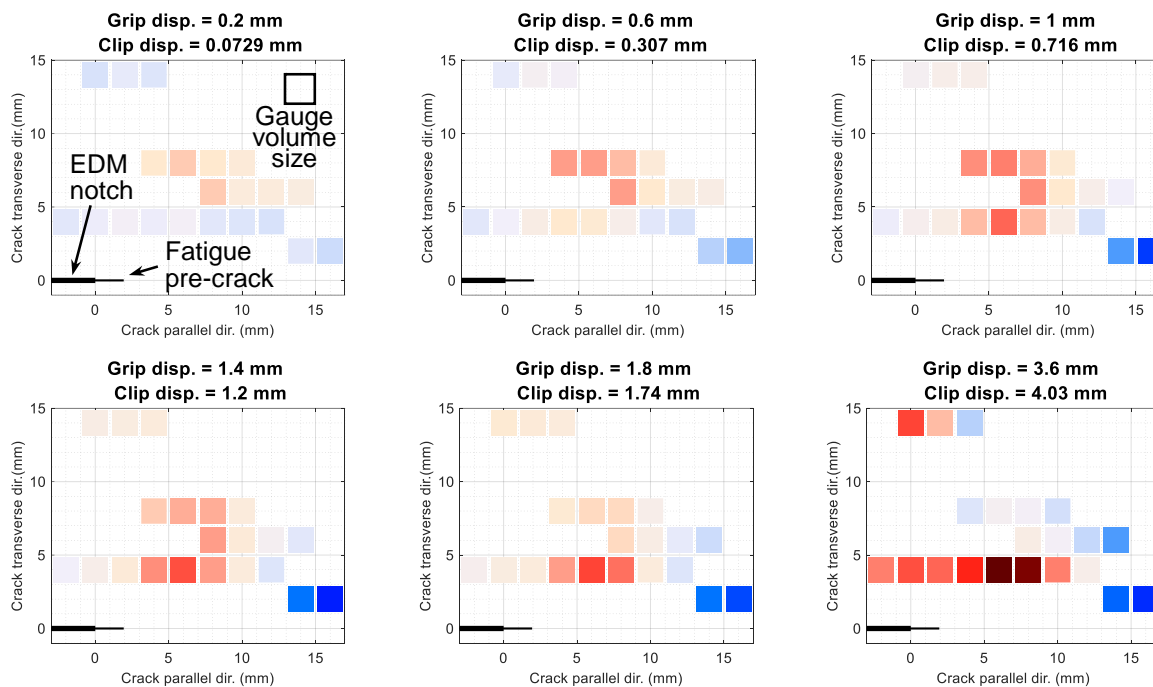 Grip disp. = 0.2 mm
Clip disp. = 0.0729 mm
15
10
5
0
0
5
10
15
Crack transverse dir.(mm)
Crack parallel dir. (mm)
Gauge
volume
size
EDM
notch
Fatigue
pre-crack
Grip disp. = 0.6 mm
Clip disp. = 0.307 mm
15
10
5
0
0
5
10
15
Crack transverse dir.(mm)
Crack parallel dir. (mm)
Grip disp. = 1 mm
Clip disp. = 0.716 mm
15
10
5
0
0
5
10
15
Crack transverse dir.(mm)
Crack parallel dir. (mm)
Grip disp. = 1.4 mm
Clip disp. = 1.2 mm
15
10
5
0
0
5
10
15
Crack transverse dir.(mm)
Crack parallel dir. (mm)
Grip disp. = 1.8 mm
Clip disp. = 1.74 mm
15
10
5
0
0
5
10
15
Crack transverse dir.(mm)
Crack parallel dir. (mm)
Grip disp. = 3.6 mm
Clip disp. = 4.03 mm
15
10
5
0
0
5
10
15
Crack transverse dir.(mm)
Crack parallel dir. (mm)